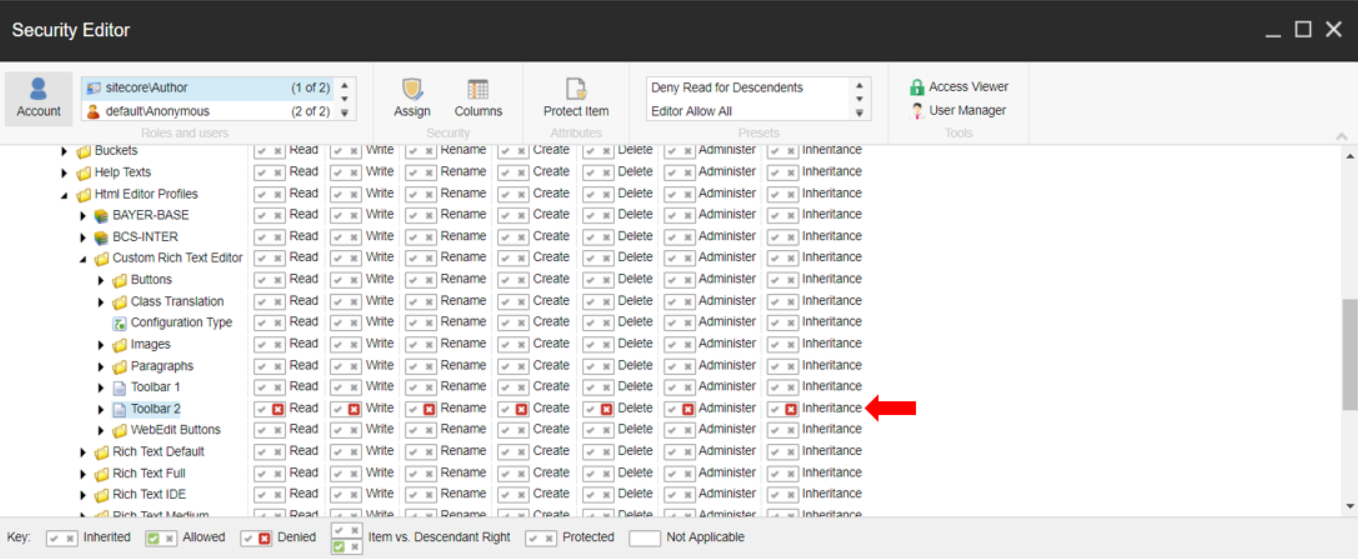 Security Editor
Account
sitecore\Author (1 of 2)
default\Anonymous (2 of 2)
Roles and users
Assign
Columns
Security
Protect Item
Attributes
Deny Read for Descendents
Editor Allow All
Presets
Access Viewer
User Manager
Tools
Buckets Read Write Rename Create Delete Administer Inheritance
Help Texts Read Write Rename Create Delete Administer Inheritance
Html Editor Profiles Read Write Rename Create Delete Administer Inheritance
BAYER-BASE Read Write Rename Create Delete Administer Inheritance
BCS-INTER Read Write Rename Create Delete Administer Inheritance
Custom Rich Text Editor Read Write Rename Create Delete Administer Inheritance
Buttons Read Write Rename Create Delete Administer Inheritance
Class Translation Read Write Rename Create Delete Administer Inheritance
Configuration Type Read Write Rename Create Delete Administer Inheritance
Images Read Write Rename Create Delete Administer Inheritance
Paragraphs Read Write Rename Create Delete Administer Inheritance
Toolbar 1 Read Write Rename Create Delete Administer Inheritance
Toolbar 2 Read Write Rename Create Delete Administer Inheritance
WebEdit Buttons Read Write Rename Create Delete Administer Inheritance
Rich Text Default Read Write Rename Create Delete Administer Inheritance
Rich Text Full Read Write Rename Create Delete Administer Inheritance
Rich Text IDE Read Write Rename Create Delete Administer Inheritance
Rich Text Medium Read Write Rename Create Delete Administer Inheritance
Key: Inherited Allowed Denied Item vs. Descendant Right Protected Not Applicable